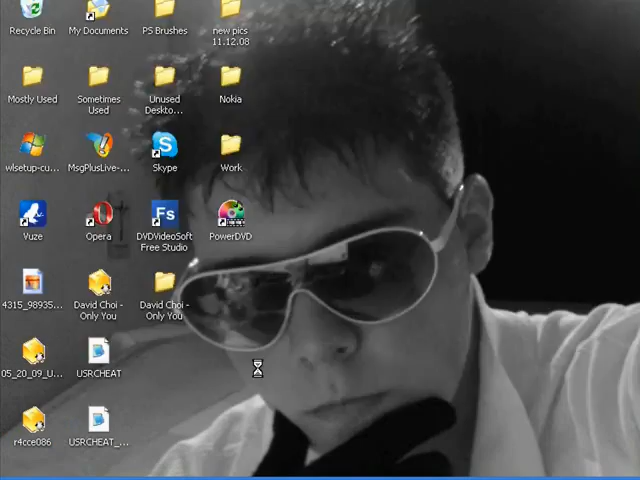 Recycle Bin
My Documents
PS Brushes
new pics
11.12.08
Mostly Used
Sometimes
Used
Unused
Deskto...
Nokia
wlsetup-cu...
MsgPlusLive-...
Skype
Work
Vuze
Opera
DVDVideoSoft
Free Studio
PowerDVD
4315_98935...
David Choi -
Only You
David Choi -
Only You
05_20_09_U...
USRCHEAT
r4cce086
USRCHEAT_...